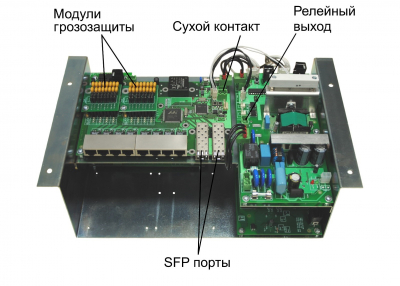 Модули
грозозащиты
Сухой контакт
Релейный
выход
SFP порты